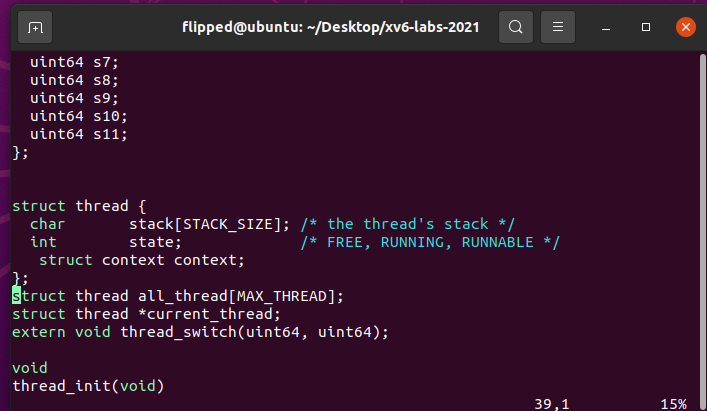 flipped@ubuntu: ~/Desktop/xv6-labs-2021
uint64 s7;
uint64 s8;
uint64 s9;
uint64 s10;
uint64 s11;
};
struct thread {
char stack[STACK_SIZE]; /* the thread's stack */
int state; /* FREE, RUNNING, RUNNABLE */
struct context context;
};
struct thread all_thread[MAX_THREAD];
struct thread *current_thread;
extern void thread_switch(uint64, uint64);
void
thread_init(void)
39,1 15%